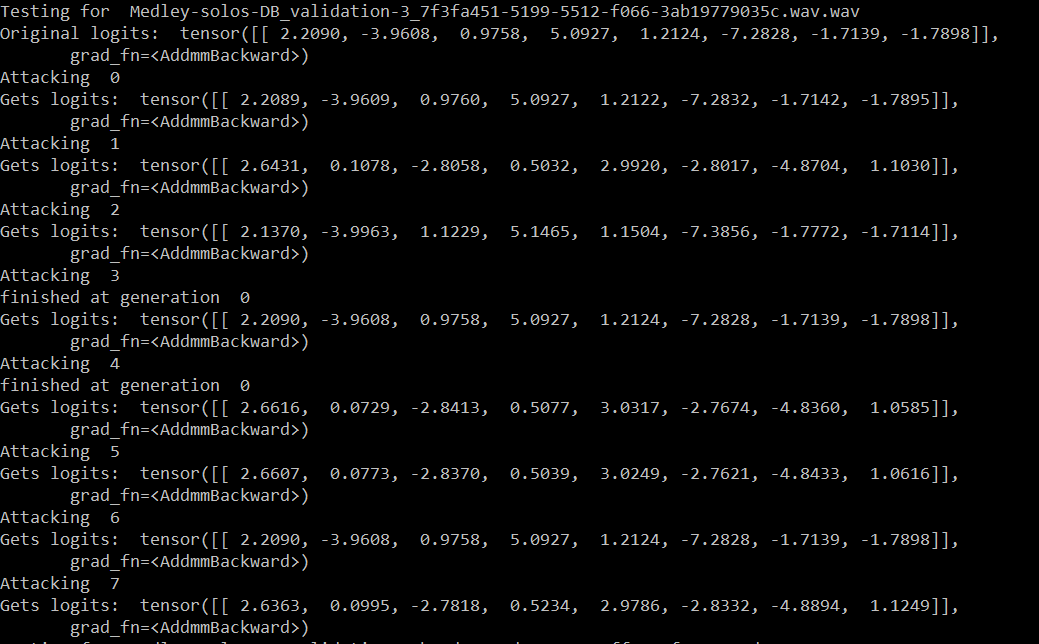 Testing for  Medley-solos-DB_validation-3_7f3fa451-5199-5512-f066-3ab19779035c.wav.wav
Original logits:  tensor([[ 2.2090, -3.9608,  0.9758,  5.0927,  1.2124, -7.2828, -1.7139, -1.7898]],
       grad_fn=<AddmmBackward>)
Attacking  0
Gets logits:  tensor([[ 2.2089, -3.9609,  0.9760,  5.0927,  1.2122, -7.2832, -1.7142, -1.7895]],
       grad_fn=<AddmmBackward>)
Attacking  1
Gets logits:  tensor([[ 2.6431,  0.1078, -2.8058,  0.5032,  2.9920, -2.8017, -4.8704,  1.1030]],
       grad_fn=<AddmmBackward>)
Attacking  2
Gets logits:  tensor([[ 2.1370, -3.9963,  1.1229,  5.1465,  1.1504, -7.3856, -1.7772, -1.7114]],
       grad_fn=<AddmmBackward>)
Attacking  3
finished at generation  0
Gets logits:  tensor([[ 2.2090, -3.9608,  0.9758,  5.0927,  1.2124, -7.2828, -1.7139, -1.7898]],
       grad_fn=<AddmmBackward>)
Attacking  4
finished at generation  0
Gets logits:  tensor([[ 2.6616,  0.0729, -2.8413,  0.5077,  3.0317, -2.7674, -4.8360,  1.0585]],
       grad_fn=<AddmmBackward>)
Attacking  5
Gets logits:  tensor([[ 2.6607,  0.0773, -2.8370,  0.5039,  3.0249, -2.7621, -4.8433,  1.0616]],
       grad_fn=<AddmmBackward>)
Attacking  6
Gets logits:  tensor([[ 2.2090, -3.9608,  0.9758,  5.0927,  1.2124, -7.2828, -1.7139, -1.7898]],
       grad_fn=<AddmmBackward>)
Attacking  7
Gets logits:  tensor([[ 2.6363,  0.0995, -2.7818,  0.5234,  2.9786, -2.8332, -4.8894,  1.1249]],
       grad_fn=<AddmmBackward>)